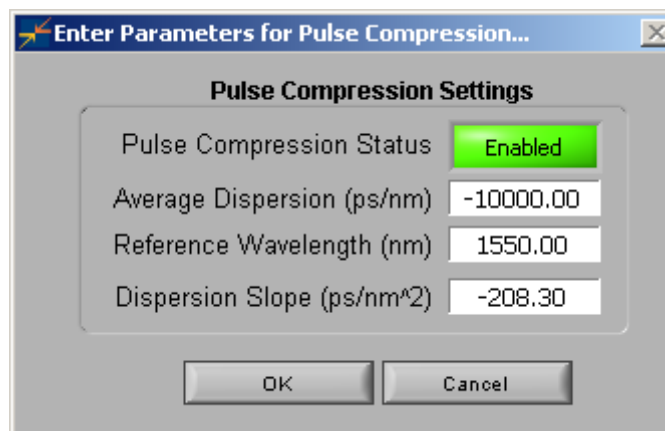 Enter Parameters for Pulse Compression...
Pulse Compression Settings
Pulse Compression Status Enabled
Average Dispersion (ps/nm) -10000.00
Reference Wavelength (nm) 1550.00
Dispersion Slope (ps/nm^2) -208.30
OK Cancel